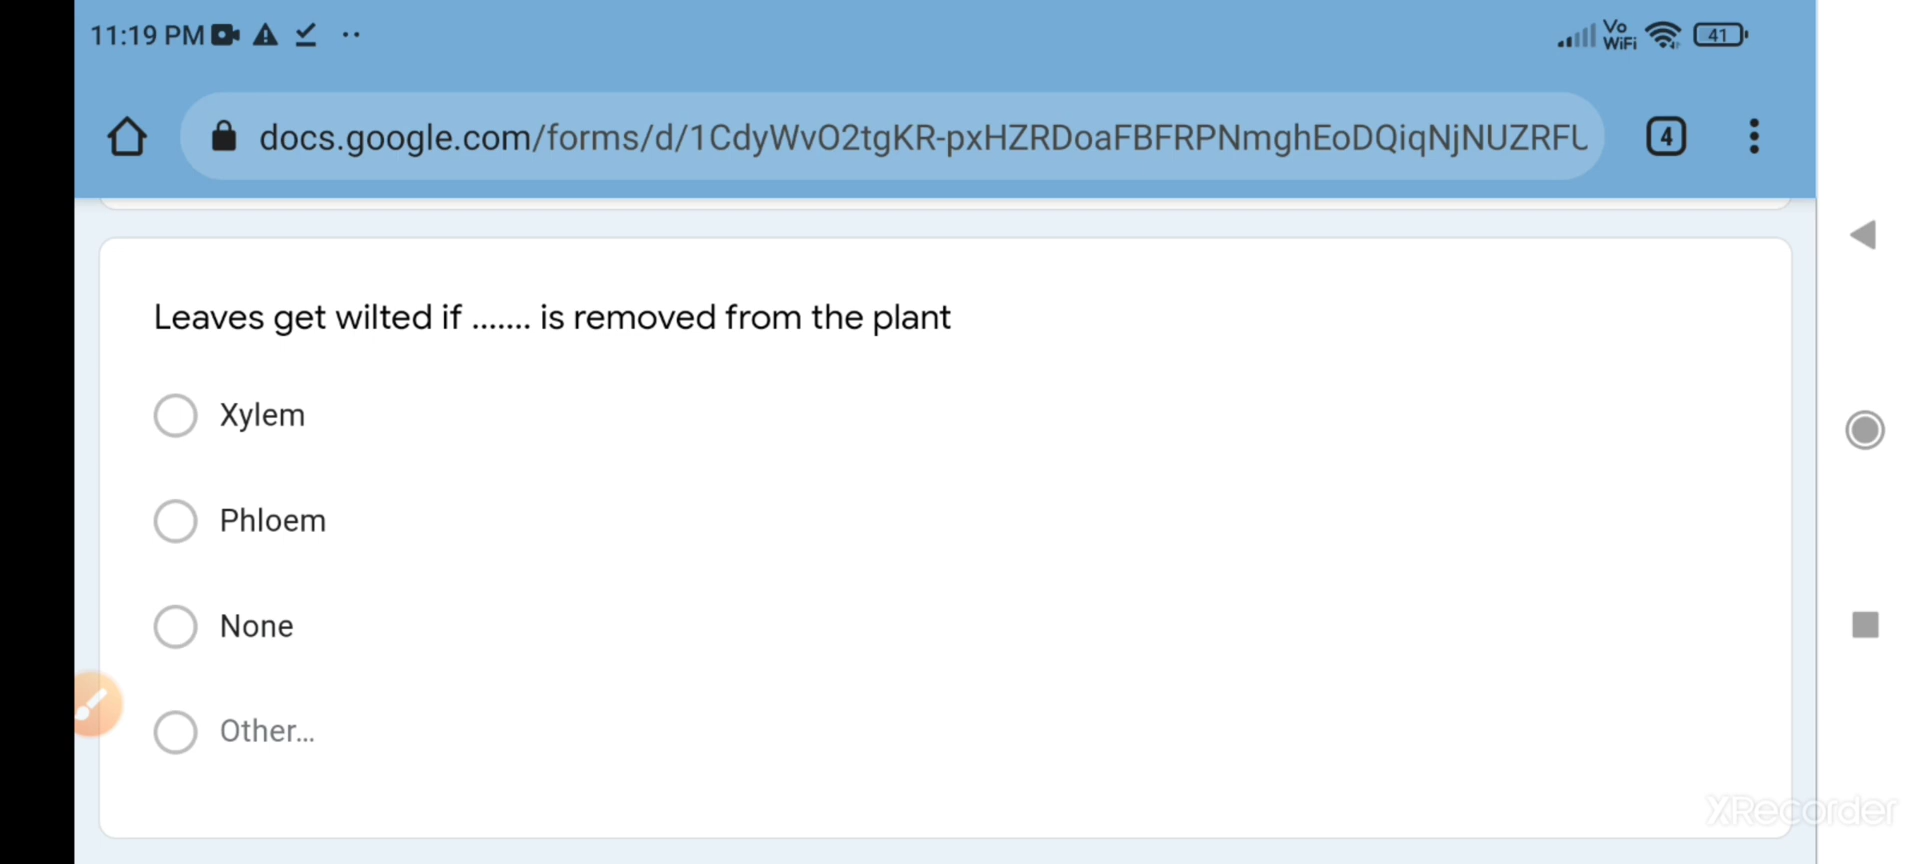 11:19 PM
Vo
WiFi
41
docs.google.com/forms/d/1CdyWvO2tgKR-pxHZRDoaFBFRPNmghEoDQiqNjNUZRFU
4
Leaves get wilted if ....... is removed from the plant
Xylem
Phloem
None
Other...
XRecorder